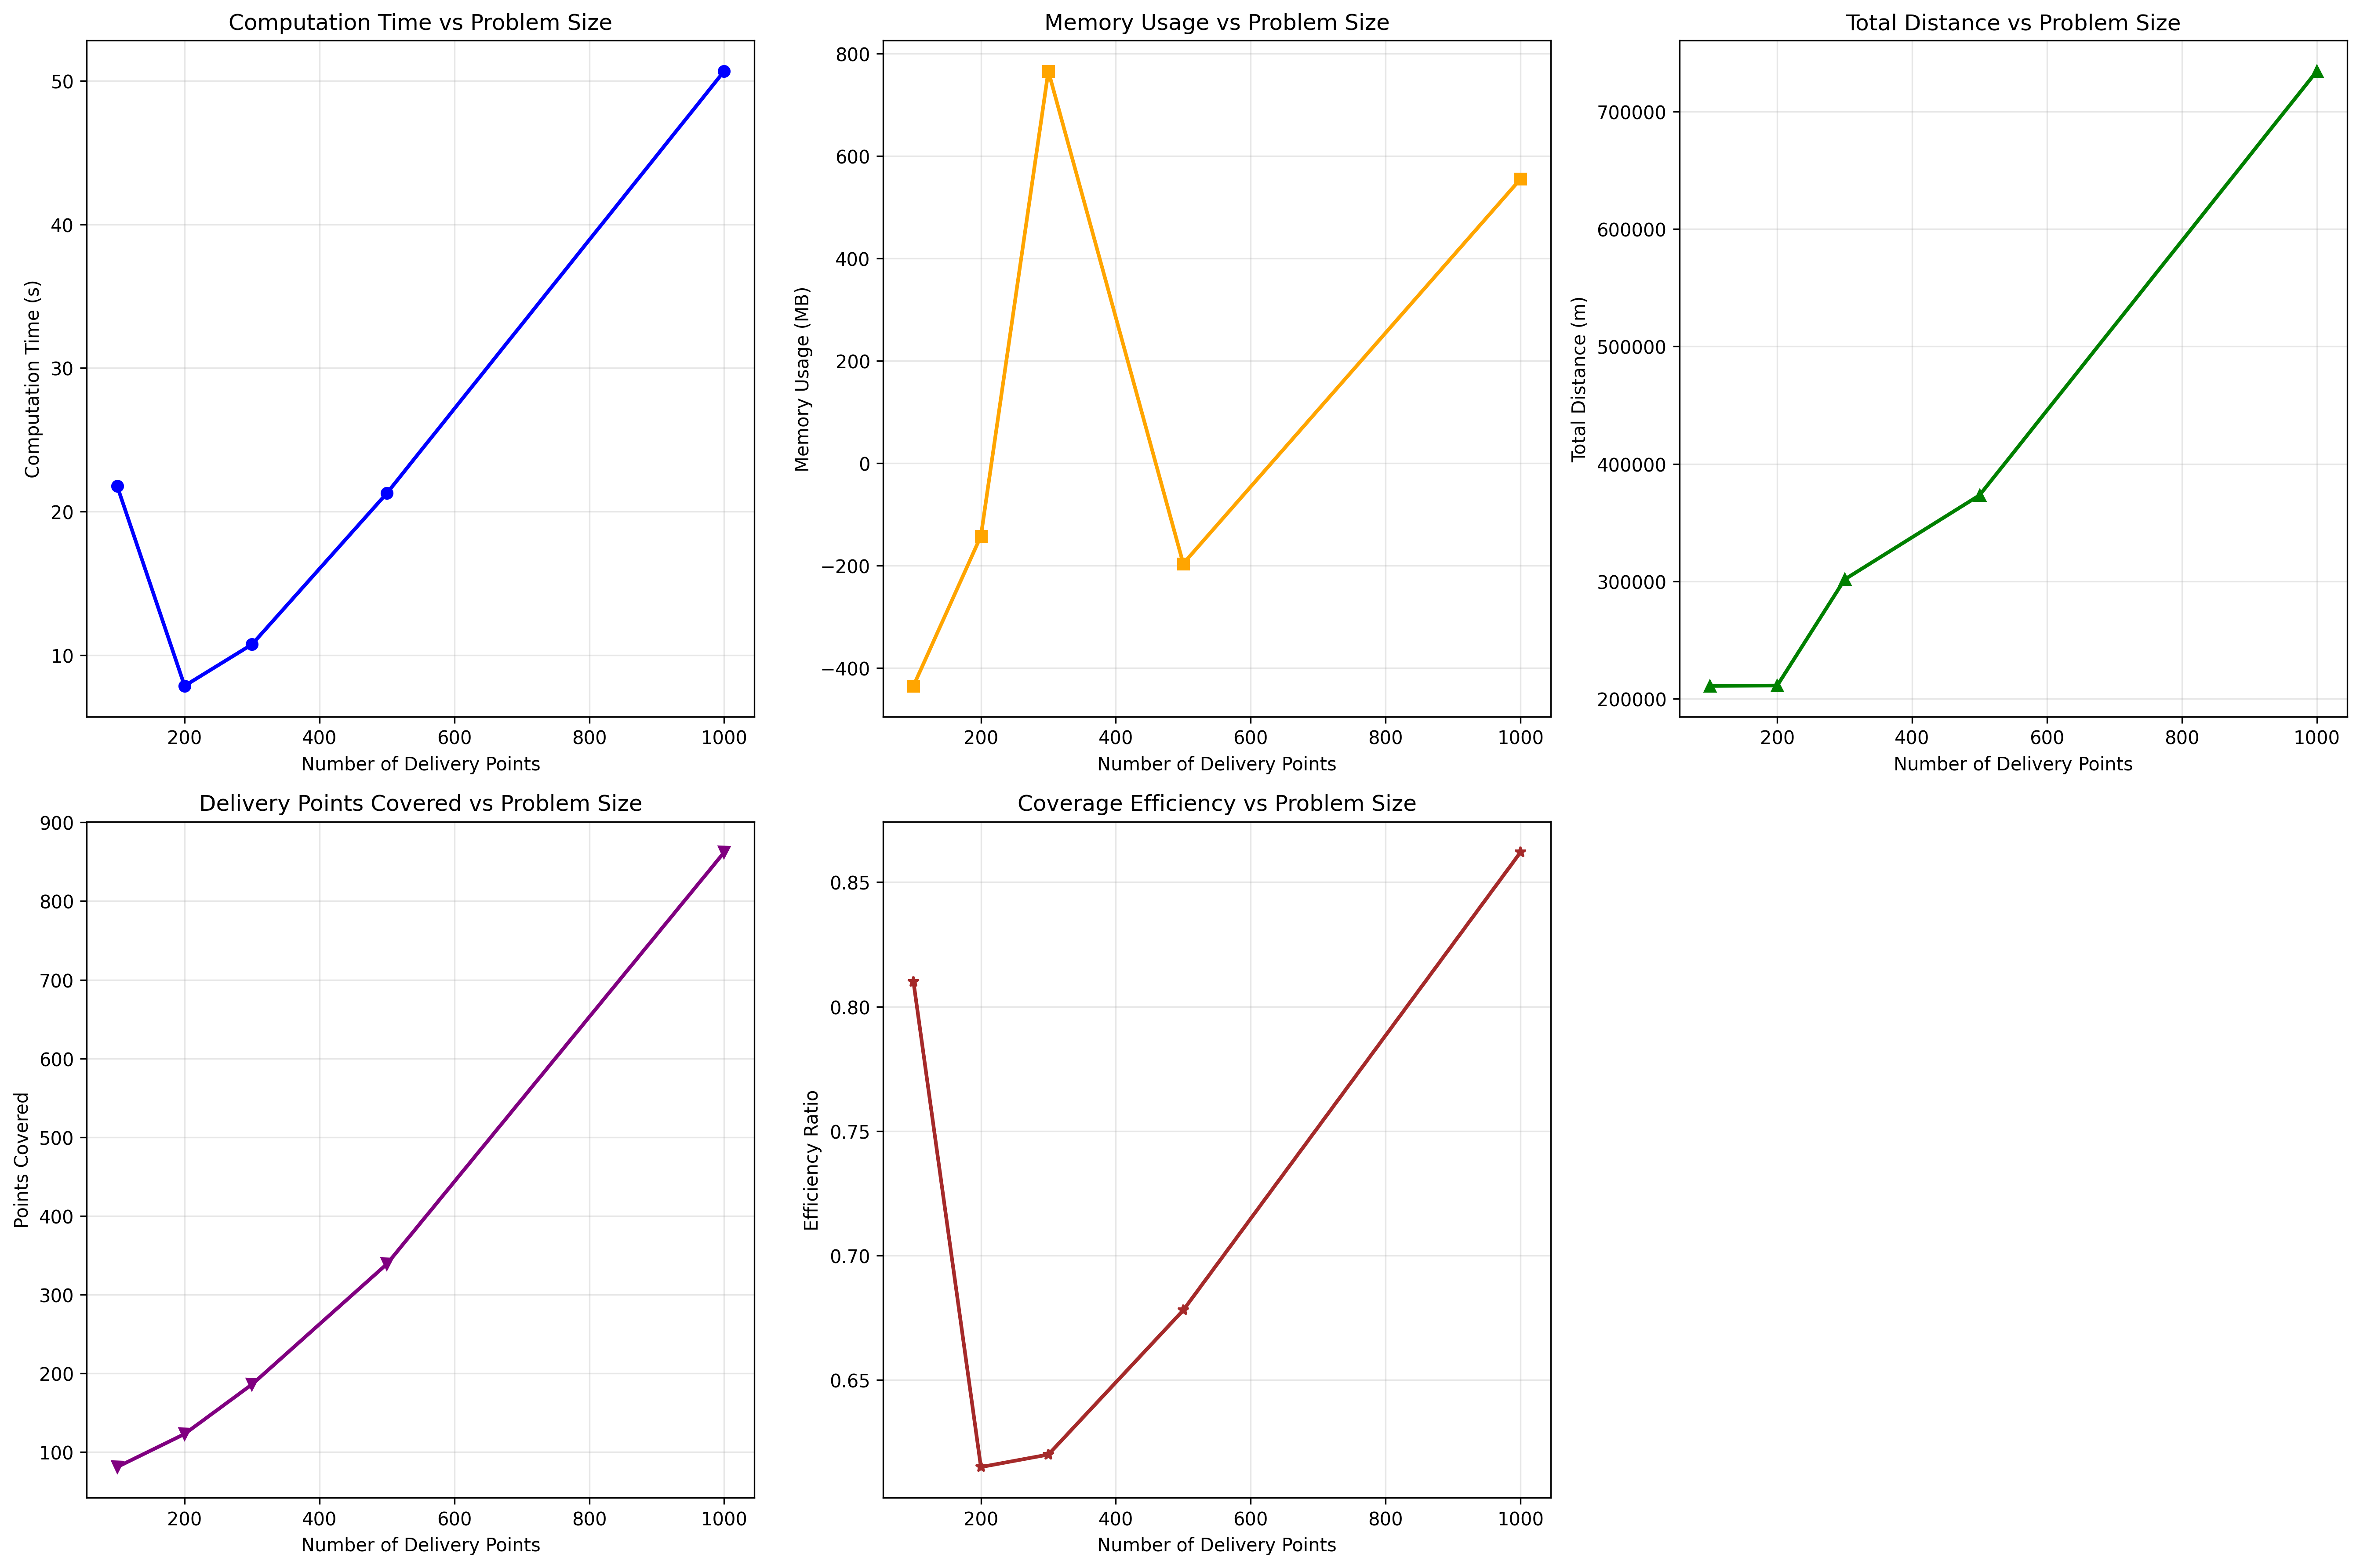 Computation Time vs Problem Size
50
40
30
20
10
Computation Time (s)
200 400 600 800 1000
Number of Delivery Points
Memory Usage vs Problem Size
800
600
400
200
0
−200
−400
Memory Usage (MB)
200 400 600 800 1000
Number of Delivery Points
Total Distance vs Problem Size
700000
600000
500000
400000
300000
200000
Total Distance (m)
200 400 600 800 1000
Number of Delivery Points
Delivery Points Covered vs Problem Size
900
800
700
600
500
400
300
200
100
Points Covered
200 400 600 800 1000
Number of Delivery Points
Coverage Efficiency vs Problem Size
0.85
0.80
0.75
0.70
0.65
Efficiency Ratio
200 400 600 800 1000
Number of Delivery Points